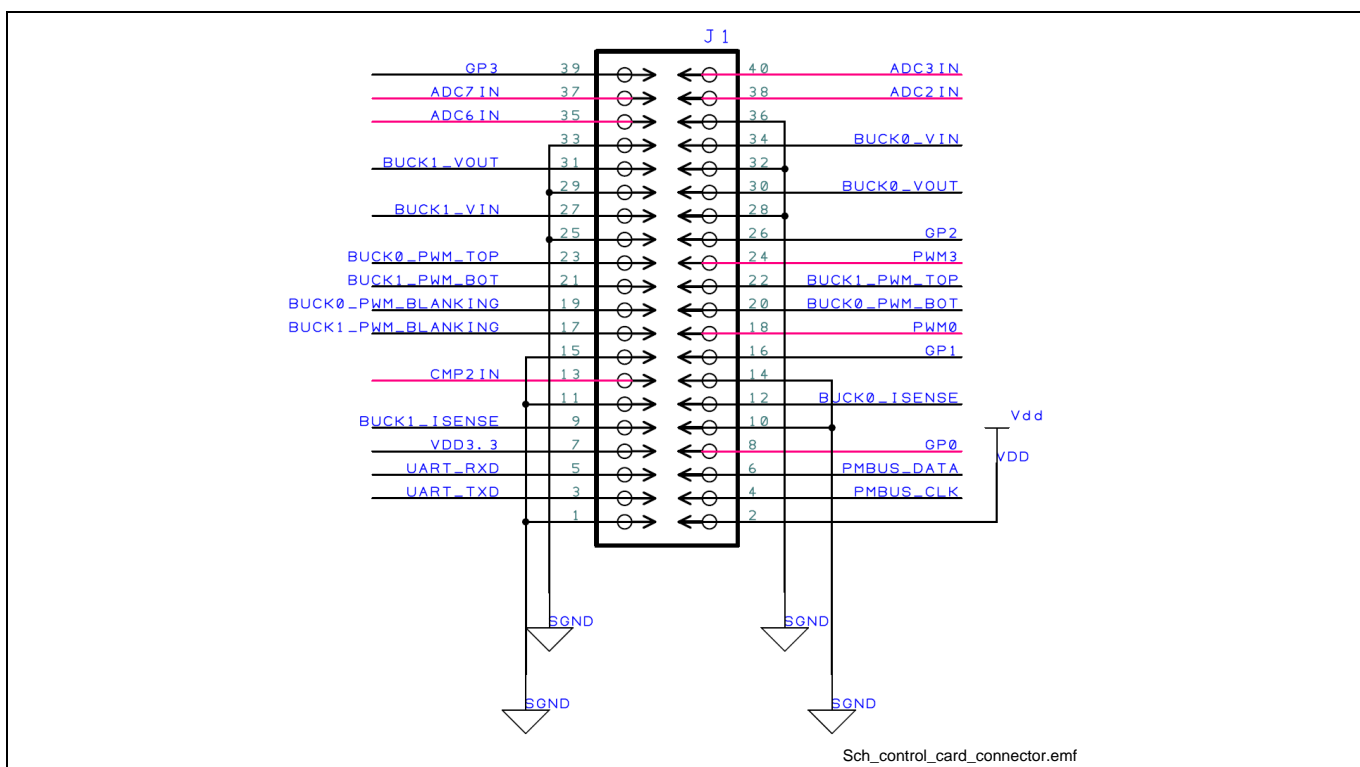 J1
GP3 39 40 ADC3IN
ADC7IN 37 38 ADC2IN
ADC6IN 35 36
33 34 BUCK0_VIN
BUCK1_VOUT 31 32
29 30 BUCK0_VOUT
BUCK1_VIN 27 28
25 26 GP2
BUCK0_PWM_TOP 23 24 PWM3
BUCK1_PWM_BOT 21 22 BUCK1_PWM_TOP
BUCK0_PWM_BLANKING 19 20 BUCK0_PWM_BOT
BUCK1_PWM_BLANKING 17 18 PWM0
15 16 GP1
CMP2IN 13 14
11 12 BUCK0_ISENSE
BUCK1_ISENSE 9 10
Vdd
VDD3.3 7 8 GP0
VDD
UART_RXD 5 6 PMBUS_DATA
UART_TXD 3 4 PMBUS_CLK
1 2
SGND SGND
SGND SGND
Sch_control_card_connector.emf